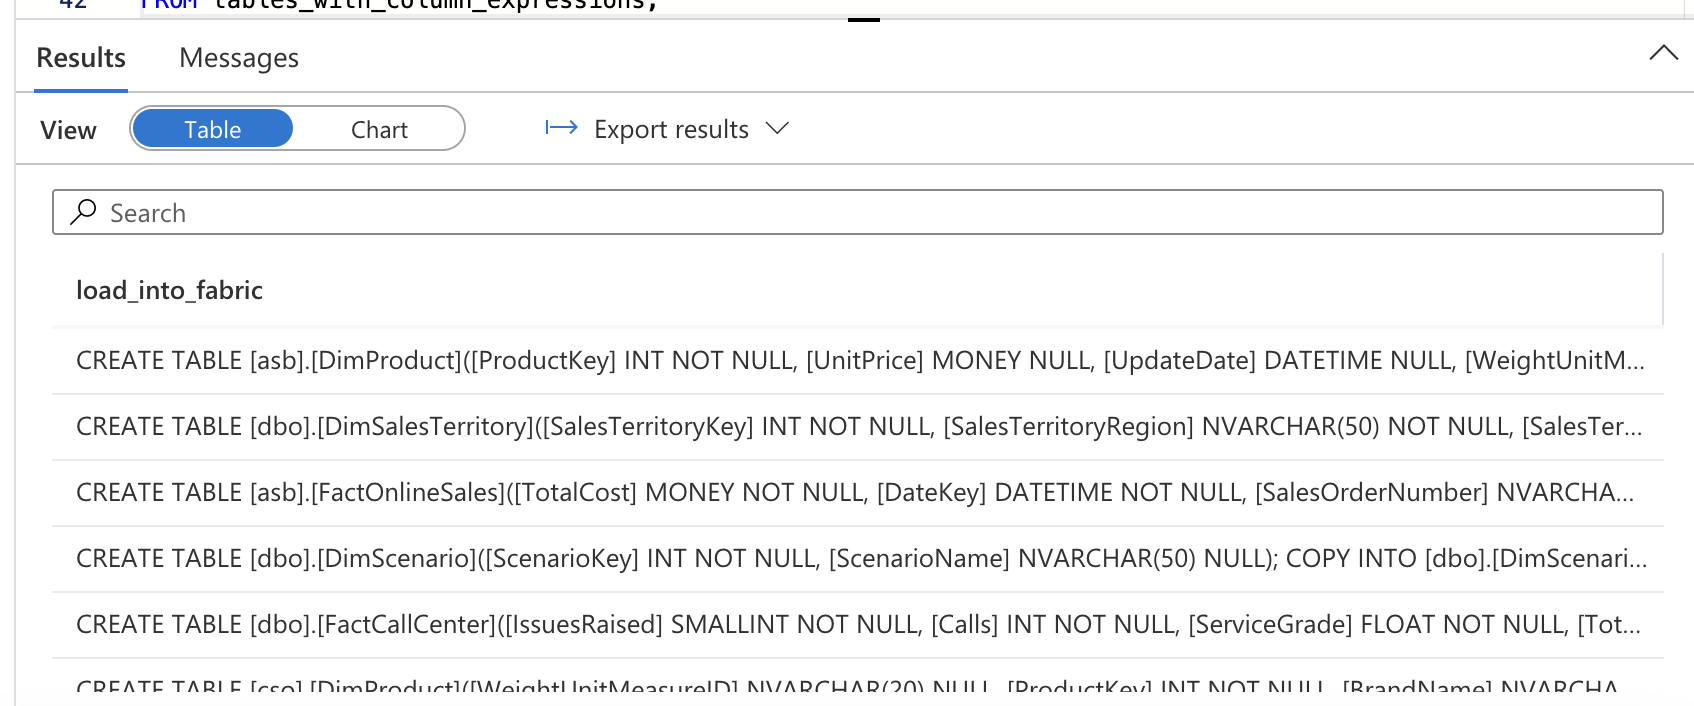 42 FROM tables_with_column_expressions;
Results Messages
View Table Chart Export results
Search
load_into_fabric
CREATE TABLE [asb].[DimProduct]([ProductKey] INT NOT NULL, [UnitPrice] MONEY NULL, [UpdateDate] DATETIME NULL, [WeightUnitM...
CREATE TABLE [dbo].[DimSalesTerritory]([SalesTerritoryKey] INT NOT NULL, [SalesTerritoryRegion] NVARCHAR(50) NOT NULL, [SalesTer...
CREATE TABLE [asb].[FactOnlineSales]([TotalCost] MONEY NOT NULL, [DateKey] DATETIME NOT NULL, [SalesOrderNumber] NVARCHA...
CREATE TABLE [dbo].[DimScenario]([ScenarioKey] INT NOT NULL, [ScenarioName] NVARCHAR(50) NULL); COPY INTO [dbo].[DimScenari...
CREATE TABLE [dbo].[FactCallCenter]([IssuesRaised] SMALLINT NOT NULL, [Calls] INT NOT NULL, [ServiceGrade] FLOAT NOT NULL, [Tot...
CREATE TABLE [cso].[DimProduct]([WeightUnitMeasureID] NVARCHAR(20) NULL, [ProductKey] INT NOT NULL, [BrandName] NVARCHA...